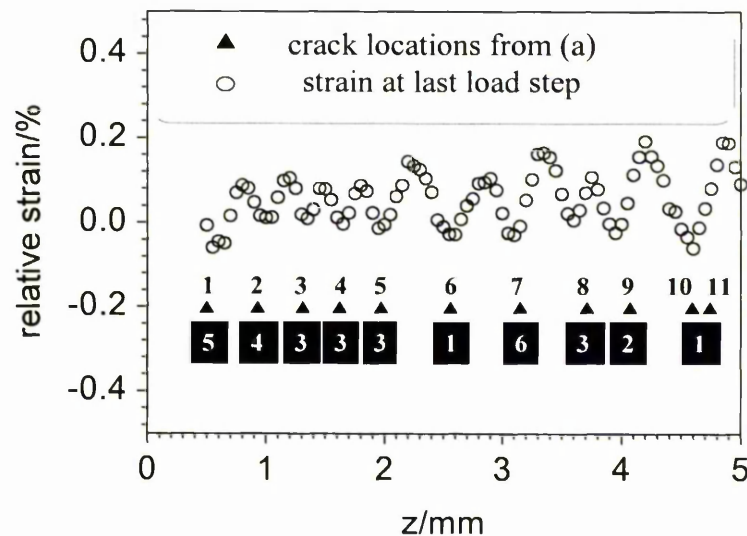 0.4
0.2
0.0
-0.2
-0.4
relative strain/%
▲ crack locations from (a)
○ strain at last load step
1 2 3 4 5 6 7 8 9 10 11
5 4 3 3 3 1 6 3 2 1
0 1 2 3 4 5
z/mm